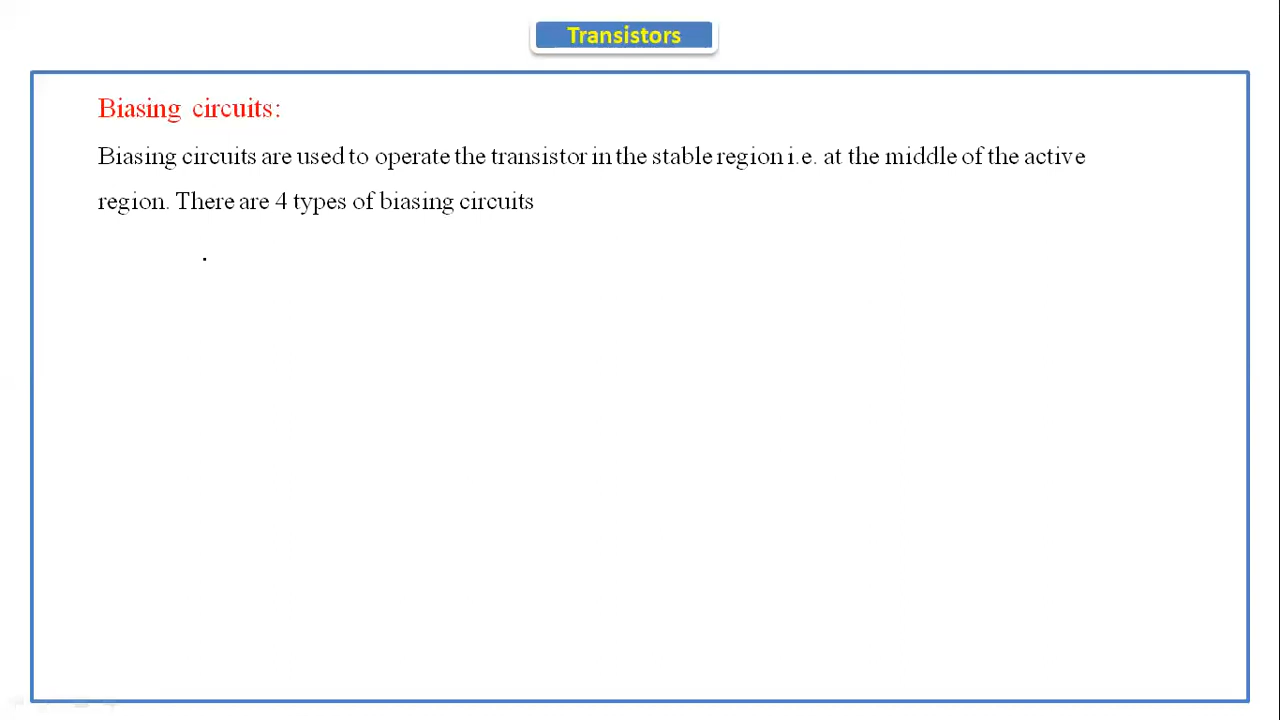 Transistors
Biasing circuits:
Biasing circuits are used to operate the transistor in the stable region i.e. at the middle of the active
region. There are 4 types of biasing circuits
.